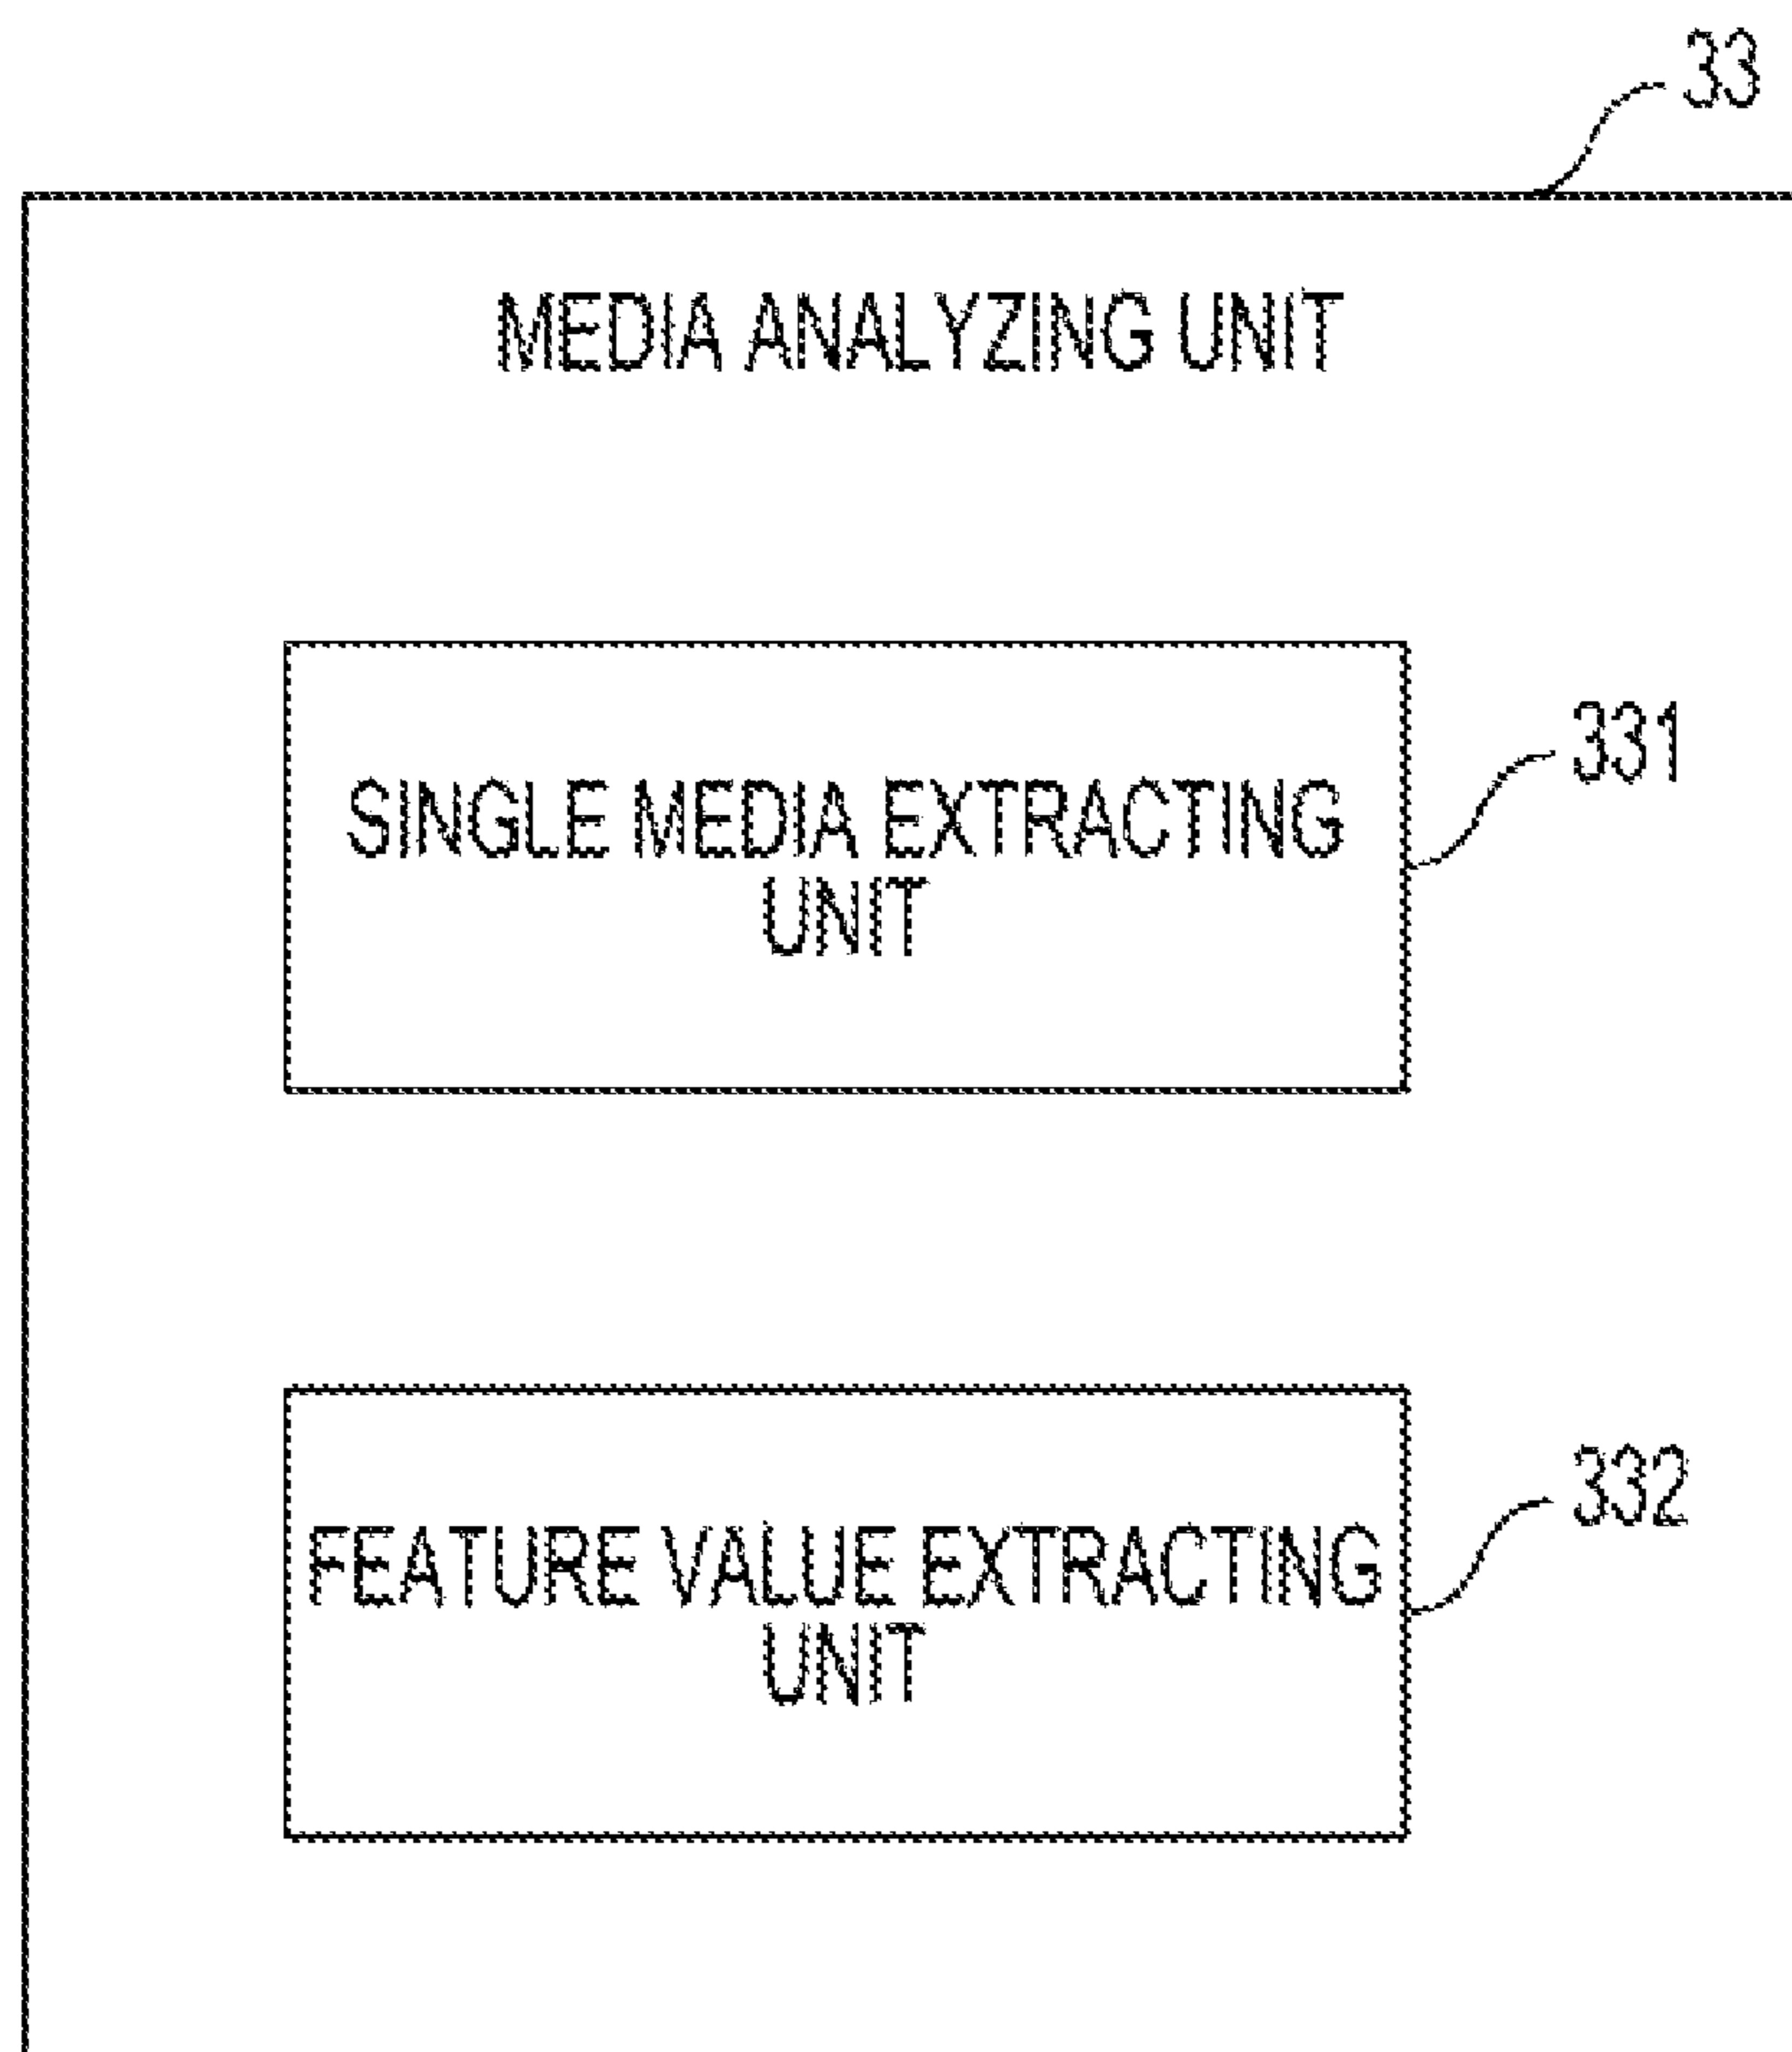 33
MEDIA ANALYZING UNIT
SINGLE MEDIA EXTRACTING
UNIT
331
FEATURE VALUE EXTRACTING
UNIT
332